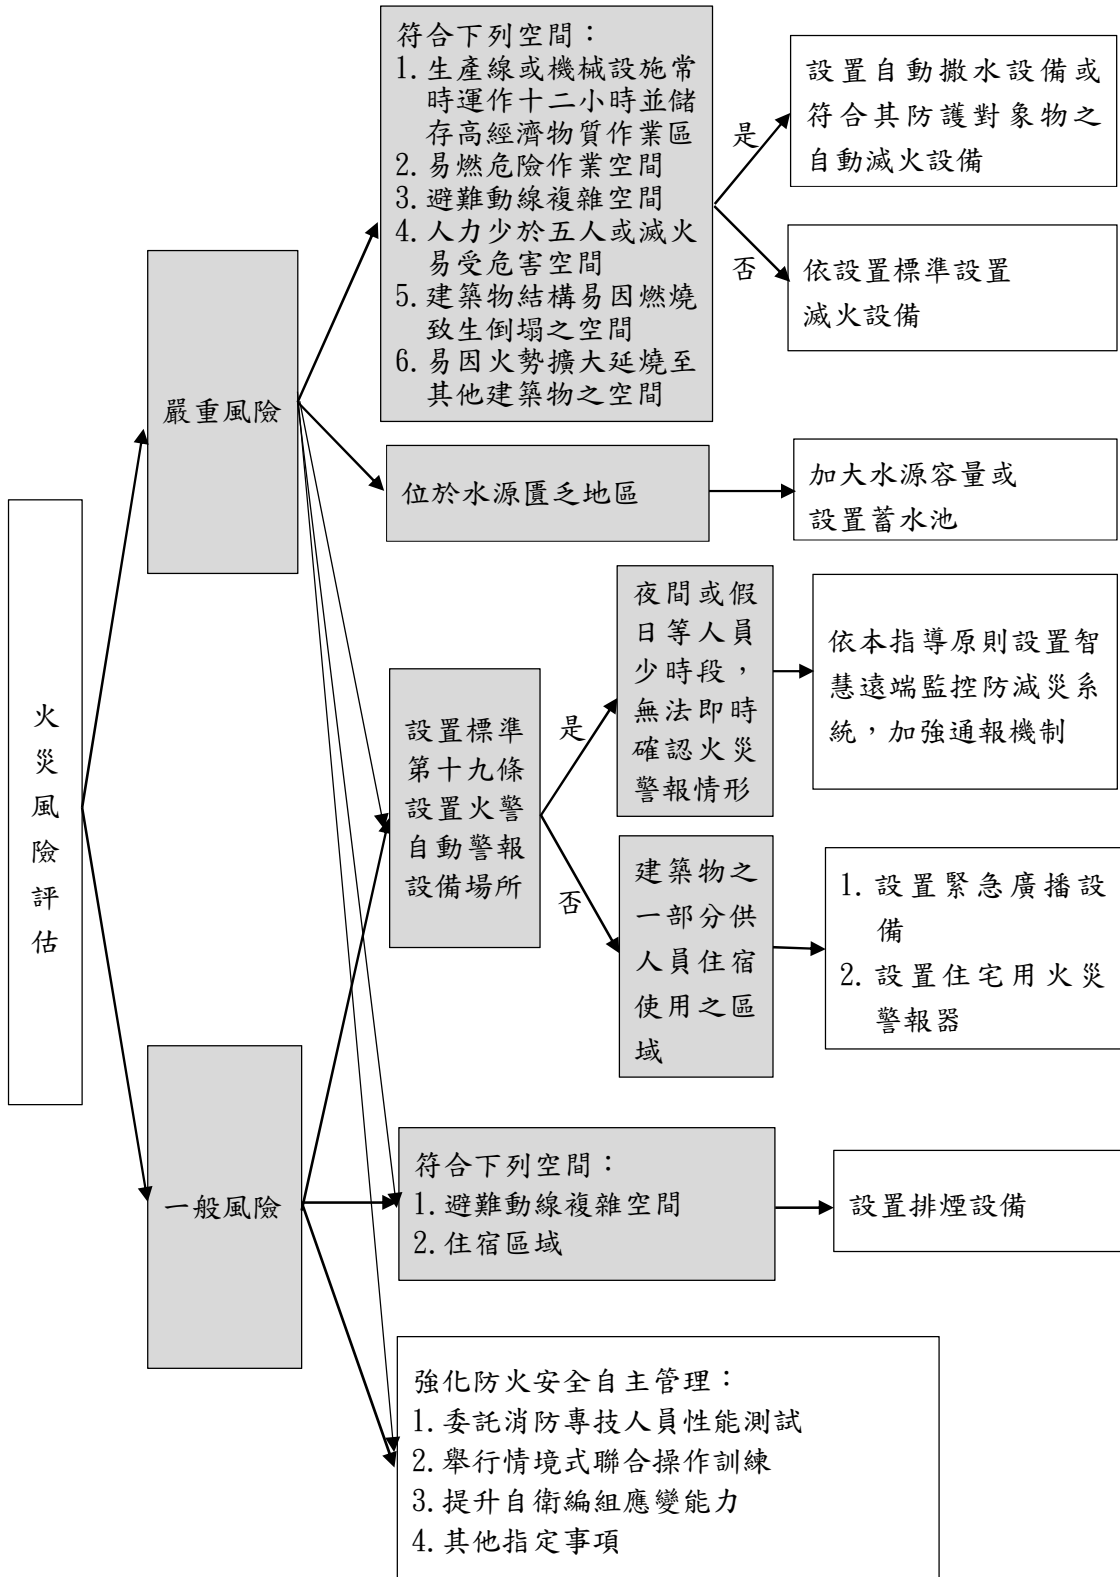 火災風險評估
嚴重風險
一般風險
符合下列空間：
1.生產線或機械設施常
時運作十二小時並儲
存高經濟物質作業區
2.易燃危險作業空間
3.避難動線複雜空間
4.人力少於五人或滅火
易受危害空間
5.建築物結構易因燃燒
致生倒塌之空間
6.易因火勢擴大延燒至
其他建築物之空間
是
設置自動撒水設備或
符合其防護對象物之
自動滅火設備
否
依設置標準設置
滅火設備
位於水源匱乏地區
加大水源容量或
設置蓄水池
設置標準
第十九條
設置火警
自動警報
設備場所
是
夜間或假
日等人員
少時段，
無法即時
確認火災
警報情形
依本指導原則設置智
慧遠端監控防減災系
統，加強通報機制
否
建築物之
一部分供
人員住宿
使用之區
域
1.設置緊急廣播設
備
2.設置住宅用火災
警報器
符合下列空間：
1.避難動線複雜空間
2.住宿區域
設置排煙設備
強化防火安全自主管理：
1.委託消防專技人員性能測試
2.舉行情境式聯合操作訓練
3.提升自衛編組應變能力
4.其他指定事項